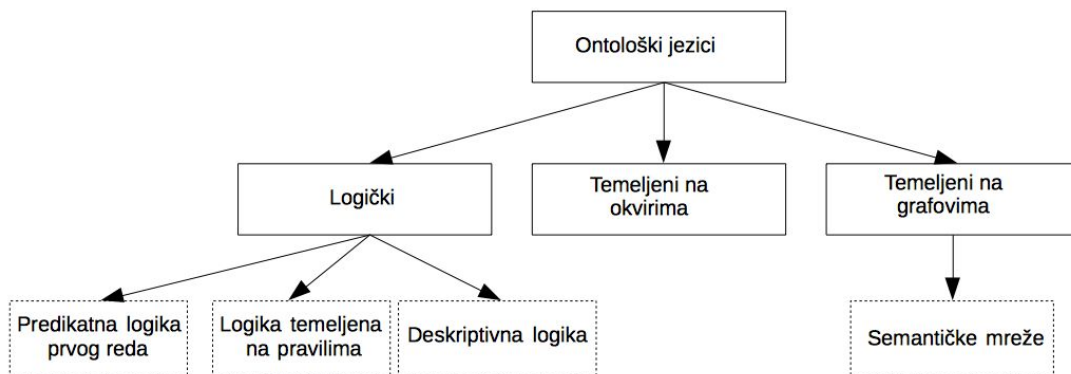 Ontološki jezici
Logički
Temeljeni na
okvirima
Temeljeni na
grafovima
Predikatna logika
prvog reda
Logika temeljena
na pravilima
Deskriptivna logika
Semantičke mreže